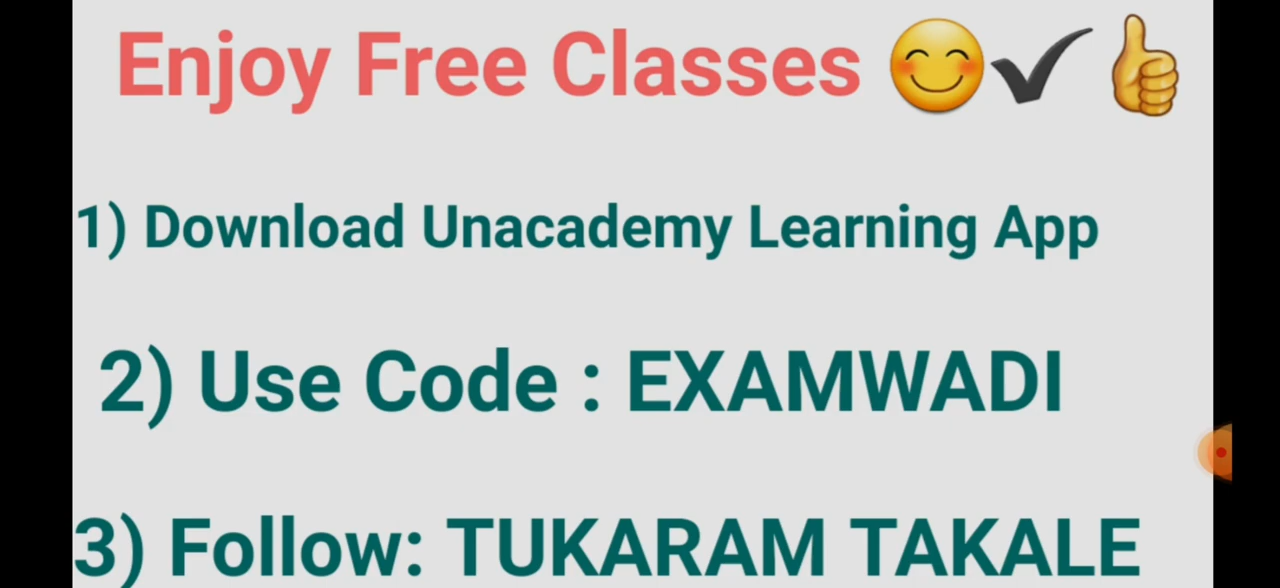 Enjoy Free Classes 😊✔️👍
1) Download Unacademy Learning App
2) Use Code : EXAMWADI
3) Follow: TUKARAM TAKALE